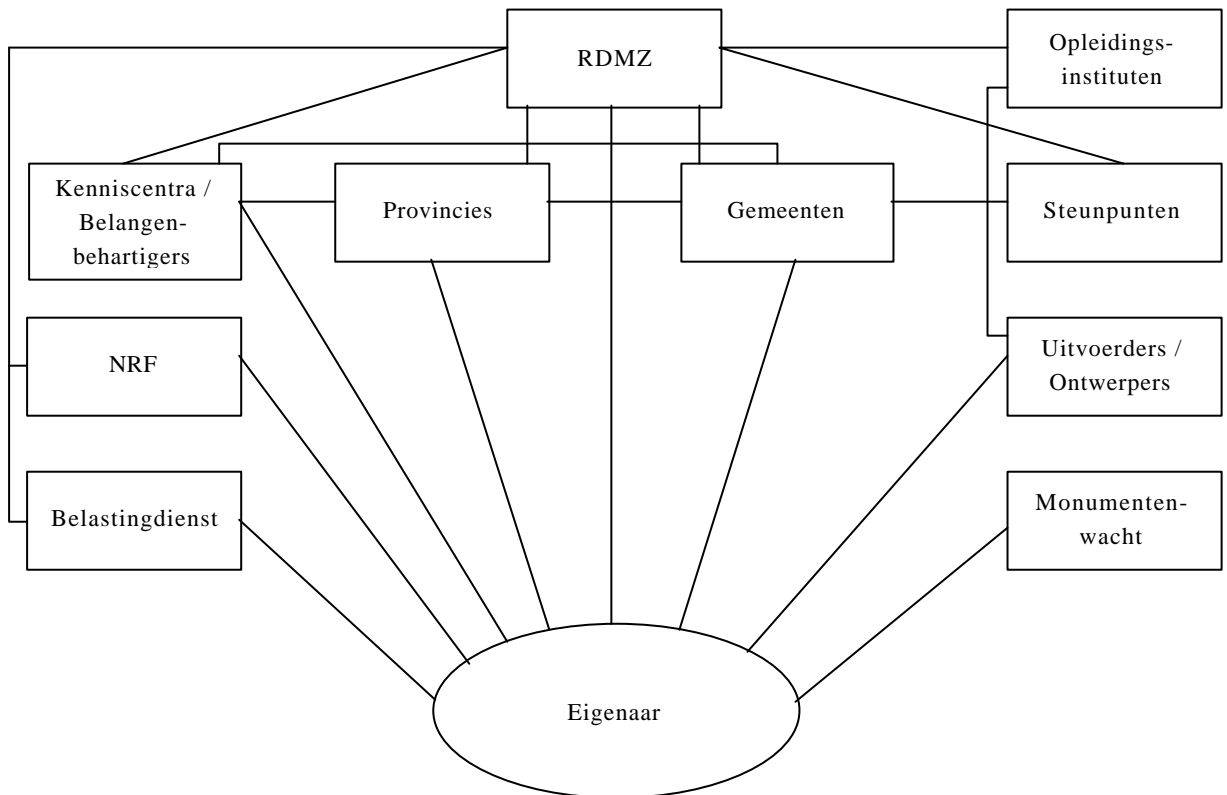 RDMZ
Opleidings-
instituten
Kenniscentra /
Belangen-
behartigers
Provincies
Gemeenten
Steunpunten
NRF
Uitvoerders /
Ontwerpers
Belastingdienst
Monumenten-
wacht
Eigenaar